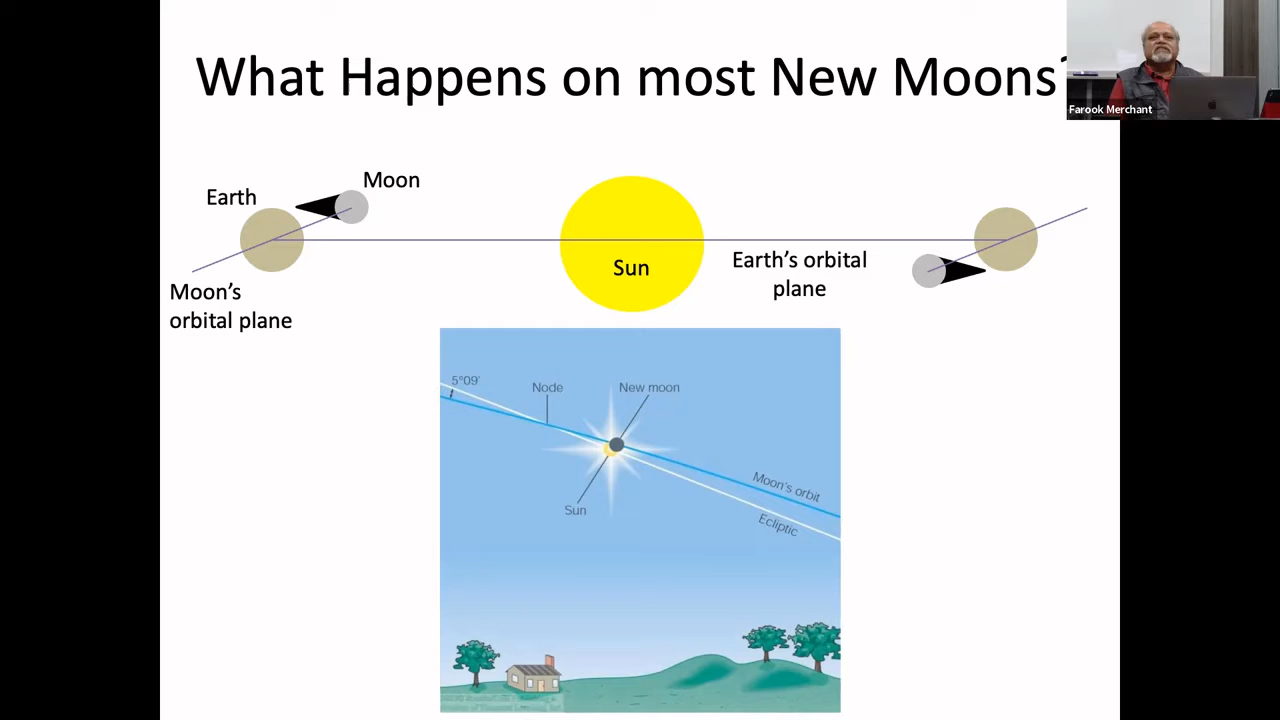 What Happens on most New Moons?
Farook Merchant
Moon
Earth
Sun
Earth's orbital
plane
Moon's
orbital plane
5°09'
Node
New moon
Moon's orbit
Sun
Ecliptic